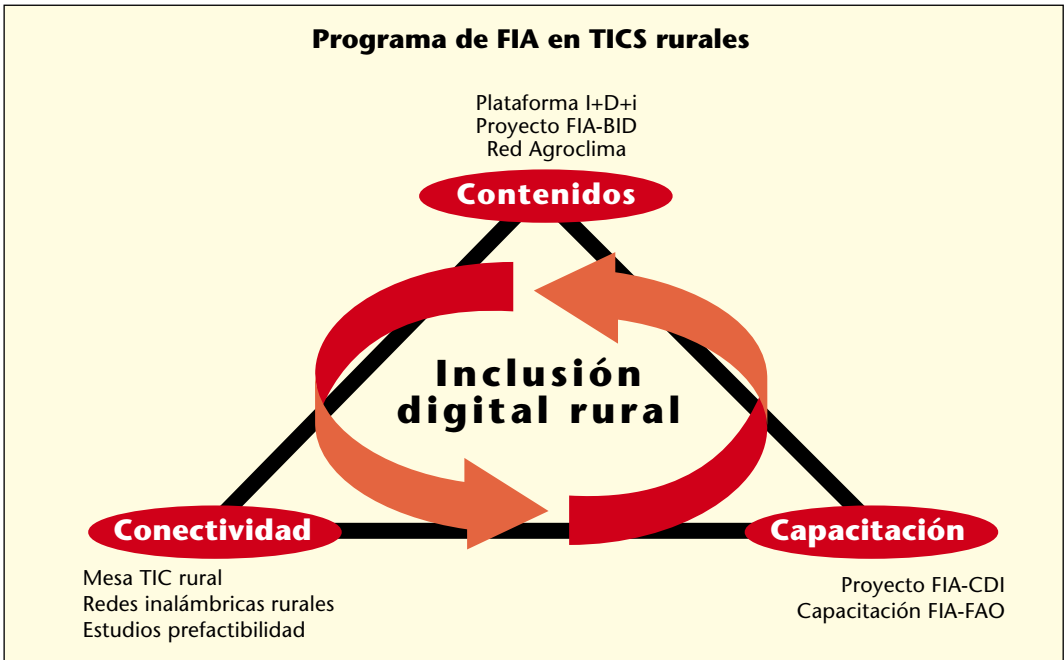 Programa de FIA en TICS rurales
Plataforma I+D+i
Proyecto FIA-BID
Red Agroclima
Contenidos
Inclusión
digital rural
Conectividad
Mesa TIC rural
Redes inalámbricas rurales
Estudios prefactibilidad
Capacitación
Proyecto FIA-CDI
Capacitación FIA-FAO